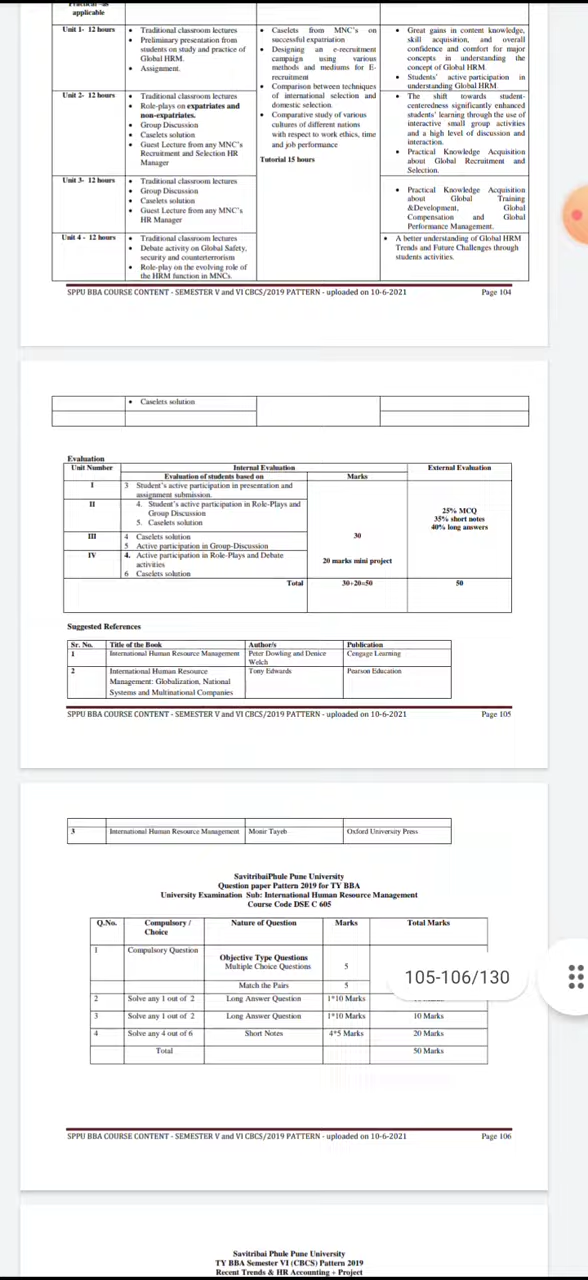 Practical as
applicable
Unit 1- 12 hours
• Traditional classroom lectures
• Preliminary presentation from
students on study and practice of
Global HRM.
• Assignment.
• Caselets from MNC's on
successful expatriation
• Designing an e-recruitment
campaign using various
methods and mediums for E-
recruitment
• Comparison between techniques
of international selection and
domestic selection.
• Comparative study of various
cultures of different nations
with respect to work ethics, time
and job performance
Tutorial 15 hours
• Great gains in content knowledge,
skill acquisition, and overall
confidence and comfort for major
concepts in understanding the
concept of Global HRM
• Students' active participation in
understanding Global HRM
Unit 2- 12 hours
• Traditional classroom lectures
• Role-plays on expatriates and
non-expatriates.
• Group Discussion
• Caselets solution
• Guest Lecture from any MNC's
Recruitment and Selection HR
Manager
• The shift towards student-
centeredness significantly enhanced
students' learning through the use of
interactive small group activities
and a high level of discussion and
interaction.
• Practical Knowledge Acquisition
about Global Recruitment and
Selection.
Unit 3- 12 hours
• Traditional classroom lectures
• Group Discussion
• Caselets solution
• Guest Lecture from any MNC's
HR Manager
• Practical Knowledge Acquisition
about Global Training
&Development, Global
Compensation and Global
Performance Management.
Unit 4 - 12 hours
• Traditional classroom lectures
• Debate activity on Global Safety,
security and counterterrorism
• Role-play on the evolving role of
the HRM function in MNCs.
• A better understanding of Global HRM
Trends and Future Challenges through
students activities.
SPPU BBA COURSE CONTENT - SEMESTER V and VI CBCS/2019 PATTERN - uploaded on 10-6-2021 Page 104
• Caselets solution
Evaluation
Unit Number Internal Evaluation External Evaluation
Evaluation of students based on Marks
I 3 Student's active participation in presentation and
assignment submission.
II 4. Student's active participation in Role-Plays and
Group Discussion
5. Caselets solution
III 4 Caselets solution
5 Active participation in Group-Discussion
IV 4. Active participation in Role-Plays and Debate
activities
6 Caselets solution
30
20 marks mini project
25% MCQ
35% short notes
40% long answers
Total 30+20=50 50
Suggested References
Sr. No. Title of the Book Author/s Publication
1 International Human Resource Management Peter Dowling and Denice
Welch Cengage Learning
2 International Human Resource
Management: Globalization, National
Systems and Multinational Companies Tony Edwards Pearson Education
SPPU BBA COURSE CONTENT - SEMESTER V and VI CBCS/2019 PATTERN - uploaded on 10-6-2021 Page 105
3 International Human Resource Management Monir Tayeb Oxford University Press
SavitribaiPhule Pune University
Question paper Pattern 2019 for TY BBA
University Examination Sub: International Human Resource Management
Course Code DSE C 605
Q.No. Compulsory / Choice Nature of Question Marks Total Marks
1 Compulsory Question
Objective Type Questions
Multiple Choice Questions 5
Match the Pairs 5
105-106/130
2 Solve any 1 out of 2 Long Answer Question 1*10 Marks
3 Solve any 1 out of 2 Long Answer Question 1*10 Marks 10 Marks
4 Solve any 4 out of 6 Short Notes 4*5 Marks 20 Marks
Total 50 Marks
SPPU BBA COURSE CONTENT - SEMESTER V and VI CBCS/2019 PATTERN - uploaded on 10-6-2021 Page 106
Savitribai Phule Pune University
TY BBA Semester VI (CBCS) Pattern 2019
Recent Trends & HR Accounting + Project